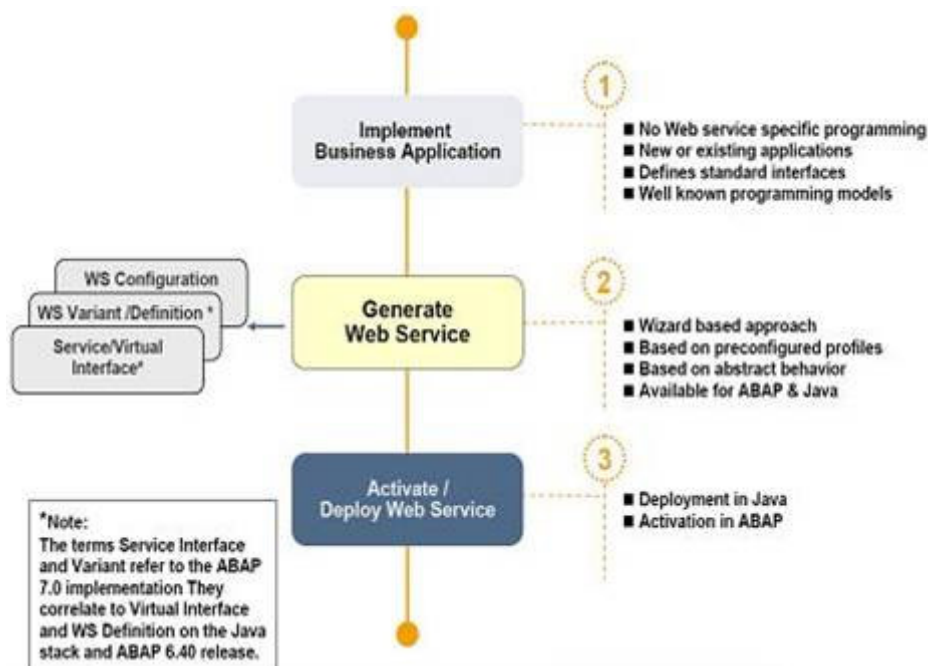 Implement
Business Application
1
■ No Web service specific programming
■ New or existing applications
■ Defines standard interfaces
■ Well known programming models
WS Configuration
WS Variant /Definition *
Service/Virtual
Interface*
Generate
Web Service
2
■ Wizard based approach
■ Based on preconfigured profiles
■ Based on abstract behavior
■ Available for ABAP & Java
Activate /
Deploy Web Service
3
■ Deployment in Java
■ Activation in ABAP
*Note:
The terms Service Interface
and Variant refer to the ABAP
7.0 implementation They
correlate to Virtual Interface
and WS Definition on the Java
stack and ABAP 6.40 release.